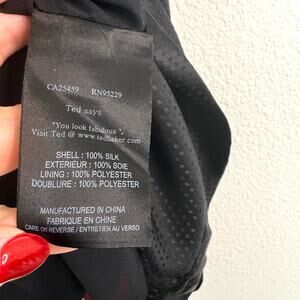 CA25459 RN95229
Ted says
"You look fabulous",
Visit Ted @ www.tedbaker.com
SHELL : 100% SILK
EXTERIEUR : 100% SOIE
LINING : 100% POLYESTER
DOUBLURE : 100% POLYESTER
MANUFACTURED IN CHINA
FABRIQUE EN CHINE
CARE ON REVERSE / ENTRETIEN AU VERSO